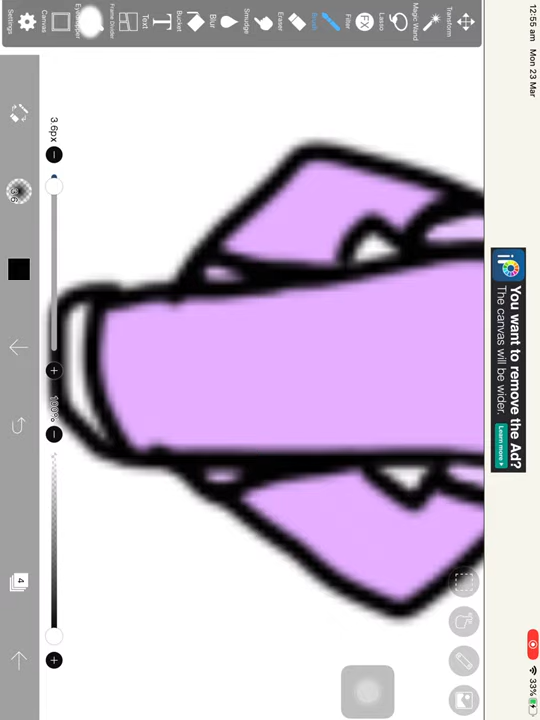 12:55 am Mon 23 Mar
33%
You want to remove the Ad?
The canvas will be wider.
Learn more
Transform
Magic Wand
Lasso
FX
Filter
Brush
Eraser
Smudge
Blur
Bucket
T
Text
Frame Divider
Eyedropper
Canvas
Settings
3.6px
100%
4